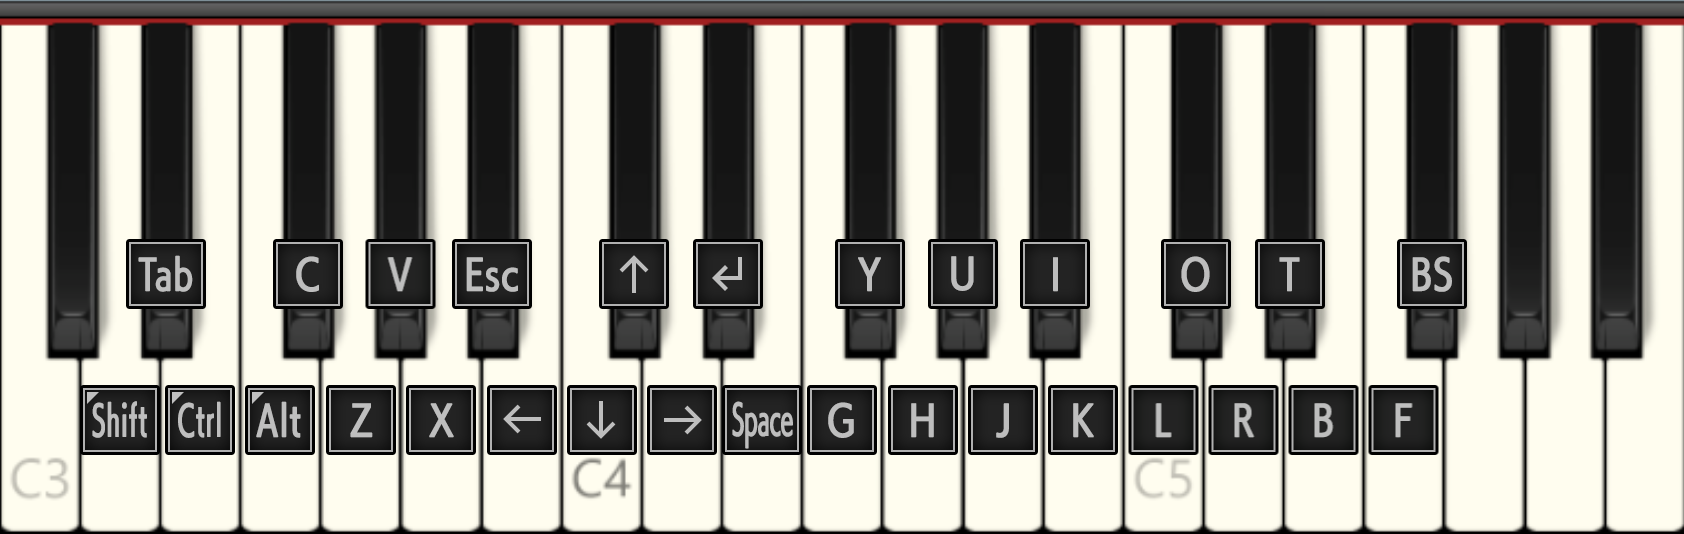 Tab C V Esc ↑ ↵ Y U I O T BS
Shift Ctrl Alt Z X ← ↓ → Space G H J K L R B F
C3 C4 C5